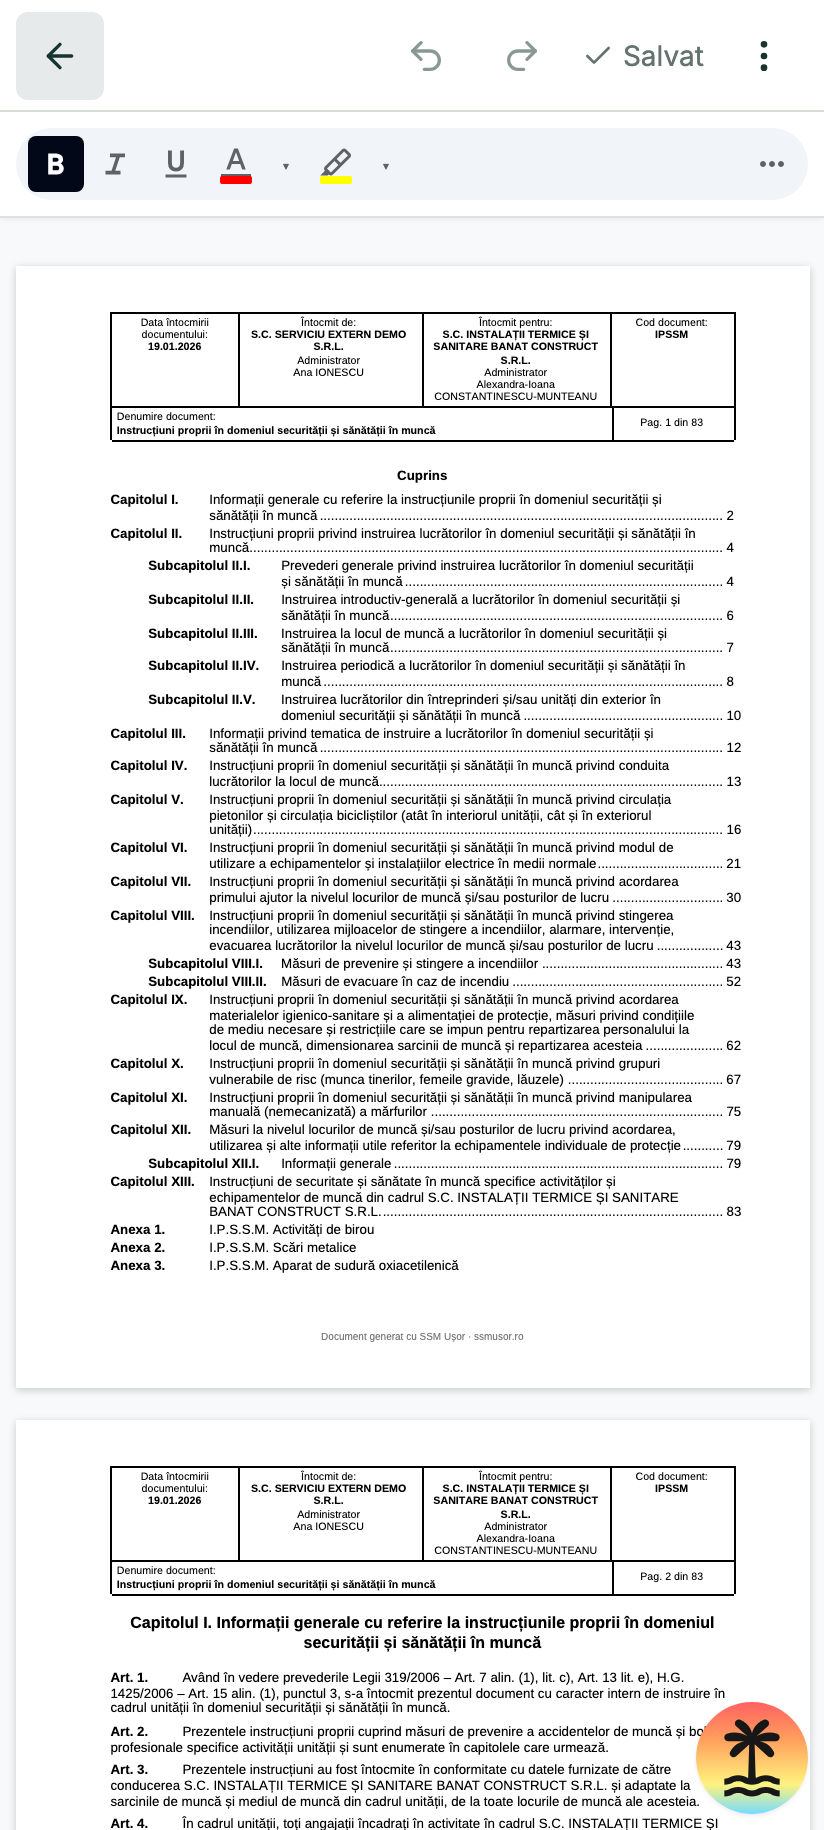 Salvat
B I U A
Data întocmirii documentului:
19.01.2026
Întocmit de:
S.C. SERVICIU EXTERN DEMO
S.R.L.
Administrator
Ana IONESCU
Întocmit pentru:
S.C. INSTALAȚII TERMICE ȘI
SANITARE BANAT CONSTRUCT
S.R.L.
Administrator
Alexandra-Ioana
CONSTANTINESCU-MUNTEANU
Cod document:
IPSSM
Denumire document:
Instrucțiuni proprii în domeniul securității și sănătății în muncă
Pag. 1 din 83
Cuprins
Capitolul I. Informații generale cu referire la instrucțiunile proprii în domeniul securității și
sănătății în muncă ... 2
Capitolul II. Instrucțiuni proprii privind instruirea lucrătorilor în domeniul securității și sănătății în
muncă... 4
Subcapitolul II.I. Prevederi generale privind instruirea lucrătorilor în domeniul securității
și sănătății în muncă ... 4
Subcapitolul II.II. Instruirea introductiv-generală a lucrătorilor în domeniul securității și
sănătății în muncă... 6
Subcapitolul II.III. Instruirea la locul de muncă a lucrătorilor în domeniul securității și
sănătății în muncă... 7
Subcapitolul II.IV. Instruirea periodică a lucrătorilor în domeniul securității și sănătății în
muncă ... 8
Subcapitolul II.V. Instruirea lucrătorilor din întreprinderi și/sau unități din exterior în
domeniul securității și sănătății în muncă ... 10
Capitolul III. Informații privind tematica de instruire a lucrătorilor în domeniul securității și
sănătății în muncă ... 12
Capitolul IV. Instrucțiuni proprii în domeniul securității și sănătății în muncă privind conduita
lucrătorilor la locul de muncă... 13
Capitolul V. Instrucțiuni proprii în domeniul securității și sănătății în muncă privind circulația
pietonilor și circulația bicicliștilor (atât în interiorul unității, cât și în exteriorul
unității)... 16
Capitolul VI. Instrucțiuni proprii în domeniul securității și sănătății în muncă privind modul de
utilizare a echipamentelor și instalațiilor electrice în medii normale... 21
Capitolul VII. Instrucțiuni proprii în domeniul securității și sănătății în muncă privind acordarea
primului ajutor la nivelul locurilor de muncă și/sau posturilor de lucru ... 30
Capitolul VIII. Instrucțiuni proprii în domeniul securității și sănătății în muncă privind stingerea
incendiilor, utilizarea mijloacelor de stingere a incendiilor, alarmare, intervenție,
evacuarea lucrătorilor la nivelul locurilor de muncă și/sau posturilor de lucru ... 43
Subcapitolul VIII.I. Măsuri de prevenire și stingere a incendiilor ... 43
Subcapitolul VIII.II. Măsuri de evacuare în caz de incendiu ... 52
Capitolul IX. Instrucțiuni proprii în domeniul securității și sănătății în muncă privind acordarea
materialelor igienico-sanitare și a alimentației de protecție, măsuri privind condițiile
de mediu necesare și restricțiile care se impun pentru repartizarea personalului la
locul de muncă, dimensionarea sarcinii de muncă și repartizarea acesteia ... 62
Capitolul X. Instrucțiuni proprii în domeniul securității și sănătății în muncă privind grupuri
vulnerabile de risc (munca tinerilor, femeile gravide, lăuzele) ... 67
Capitolul XI. Instrucțiuni proprii în domeniul securității și sănătății în muncă privind manipularea
manuală (nemecanizată) a mărfurilor ... 75
Capitolul XII. Măsuri la nivelul locurilor de muncă și/sau posturilor de lucru privind acordarea,
utilizarea și alte informații utile referitor la echipamentele individuale de protecție... 79
Subcapitolul XII.I. Informații generale ... 79
Capitolul XIII. Instrucțiuni de securitate și sănătate în muncă specifice activităților și
echipamentelor de muncă din cadrul S.C. INSTALAȚII TERMICE ȘI SANITARE
BANAT CONSTRUCT S.R.L.... 83
Anexa 1. I.P.S.S.M. Activități de birou
Anexa 2. I.P.S.S.M. Scări metalice
Anexa 3. I.P.S.S.M. Aparat de sudură oxiacetilenică
Document generat cu SSM Ușor · ssmusor.ro
Data întocmirii documentului:
19.01.2026
Întocmit de:
S.C. SERVICIU EXTERN DEMO
S.R.L.
Administrator
Ana IONESCU
Întocmit pentru:
S.C. INSTALAȚII TERMICE ȘI
SANITARE BANAT CONSTRUCT
S.R.L.
Administrator
Alexandra-Ioana
CONSTANTINESCU-MUNTEANU
Cod document:
IPSSM
Denumire document:
Instrucțiuni proprii în domeniul securității și sănătății în muncă
Pag. 2 din 83
Capitolul I. Informații generale cu referire la instrucțiunile proprii în domeniul
securității și sănătății în muncă
Art. 1. Având în vedere prevederile Legii 319/2006 – Art. 7 alin. (1), lit. c), Art. 13 lit. e), H.G.
1425/2006 – Art. 15 alin. (1), punctul 3, s-a întocmit prezentul document cu caracter intern de instruire în
cadrul unității în domeniul securității și sănătății în muncă.
Art. 2. Prezentele instrucțiuni proprii cuprind măsuri de prevenire a accidentelor de muncă și
profesionale specifice activității unității și sunt enumerate în capitolele care urmează.
Art. 3. Prezentele instrucțiuni au fost întocmite în conformitate cu datele furnizate de către
conducerea S.C. INSTALAȚII TERMICE ȘI SANITARE BANAT CONSTRUCT S.R.L. și adaptate la
sarcinile de muncă și mediul de muncă din cadrul unității, de la toate locurile de muncă ale acesteia.
Art. 4. În cadrul unității, toți angajații încadrați în activitate în cadrul S.C. INSTALAȚII TERMICE ȘI